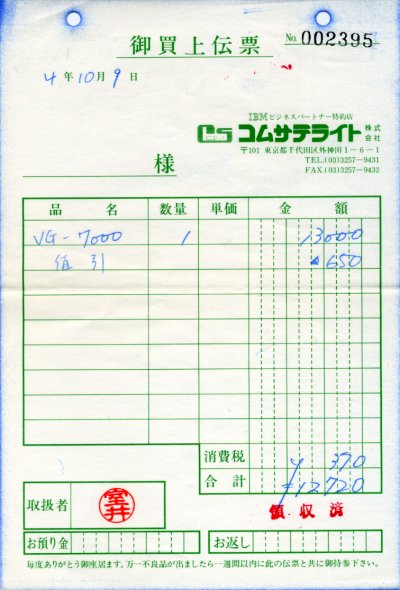 御買上伝票
No. 002395
4年10月9日
IBMビジネスパートナー特約店
CS コムサテライト 株式会社
〒101 東京都千代田区外神田1-6-1
TEL.(03)3257-9431
FAX.(03)3257-9432
様
品名 数量 単価 金額
VG-7000 1 13000
値引 ▲650
消費税 ¥370
合計 ¥12720
領収済
取扱者 室井
お預り金 お返し
毎度ありがとう御座居ます。万一不良品が出ましたら一週間以内に此の伝票と共に御持参下さい。